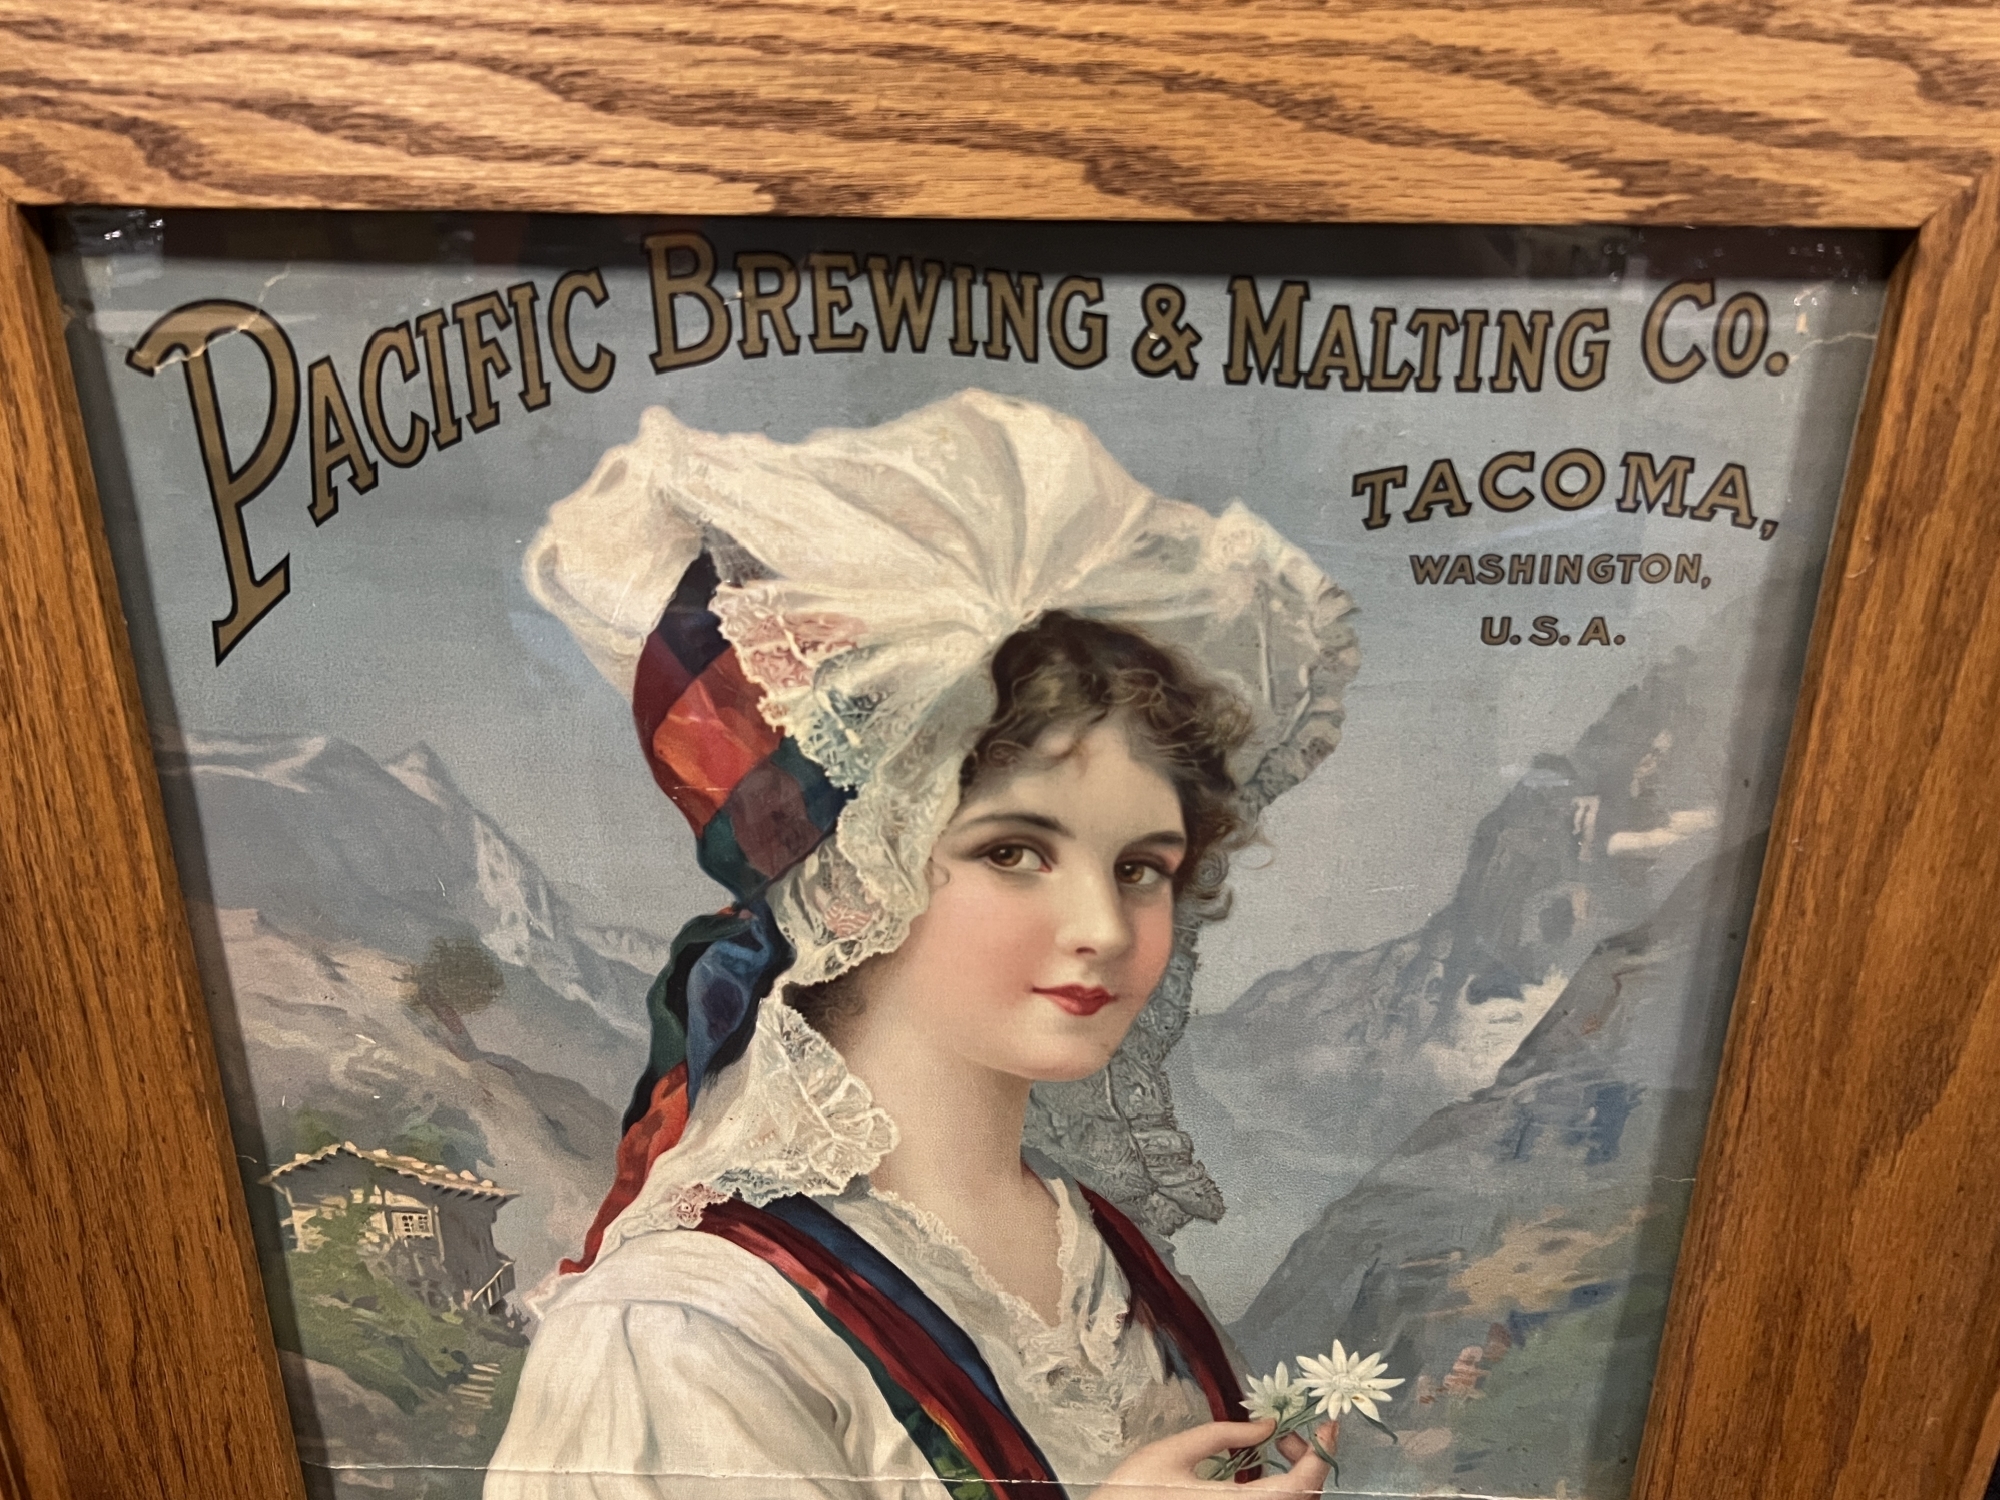 PACIFIC BREWING & MALTING CO.
TACOMA,
WASHINGTON,
U.S.A.